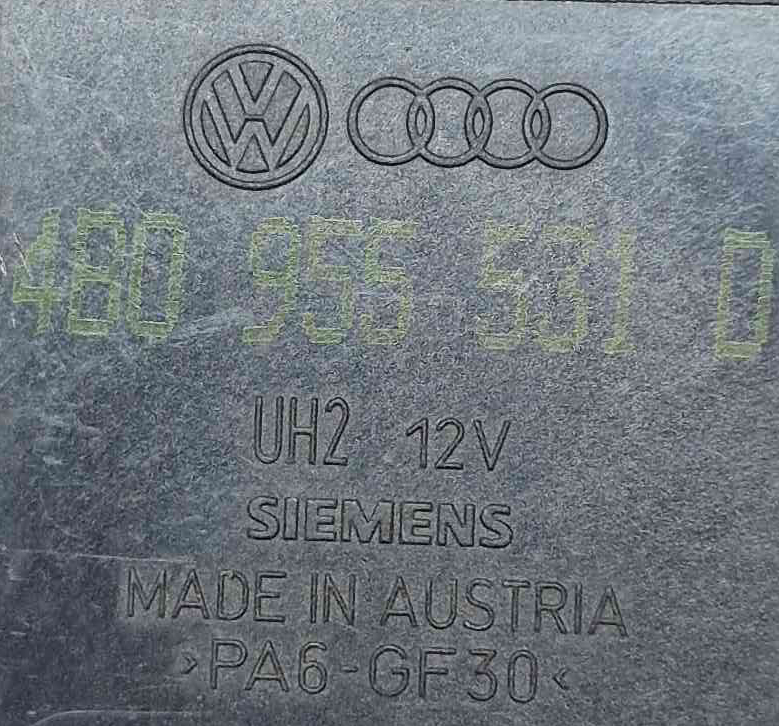 4B0 955 531 D
UH2 12V
SIEMENS
MADE IN AUSTRIA
>PA6-GF30<